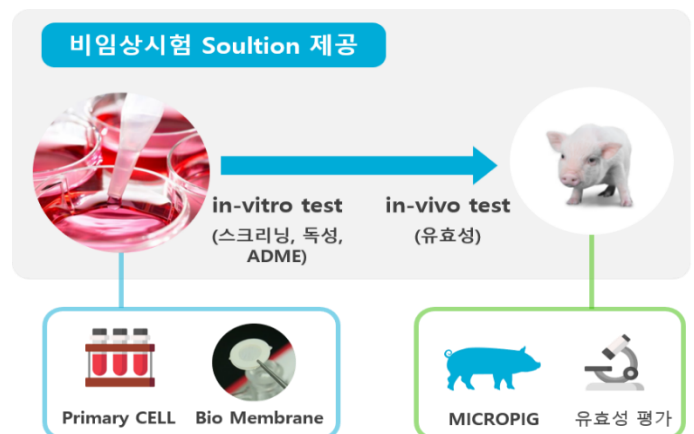 비임상시험 Soultion 제공
in-vitro test
(스크리닝, 독성,
ADME)
in-vivo test
(유효성)
Primary CELL
Bio Membrane
MICROPIG
유효성 평가